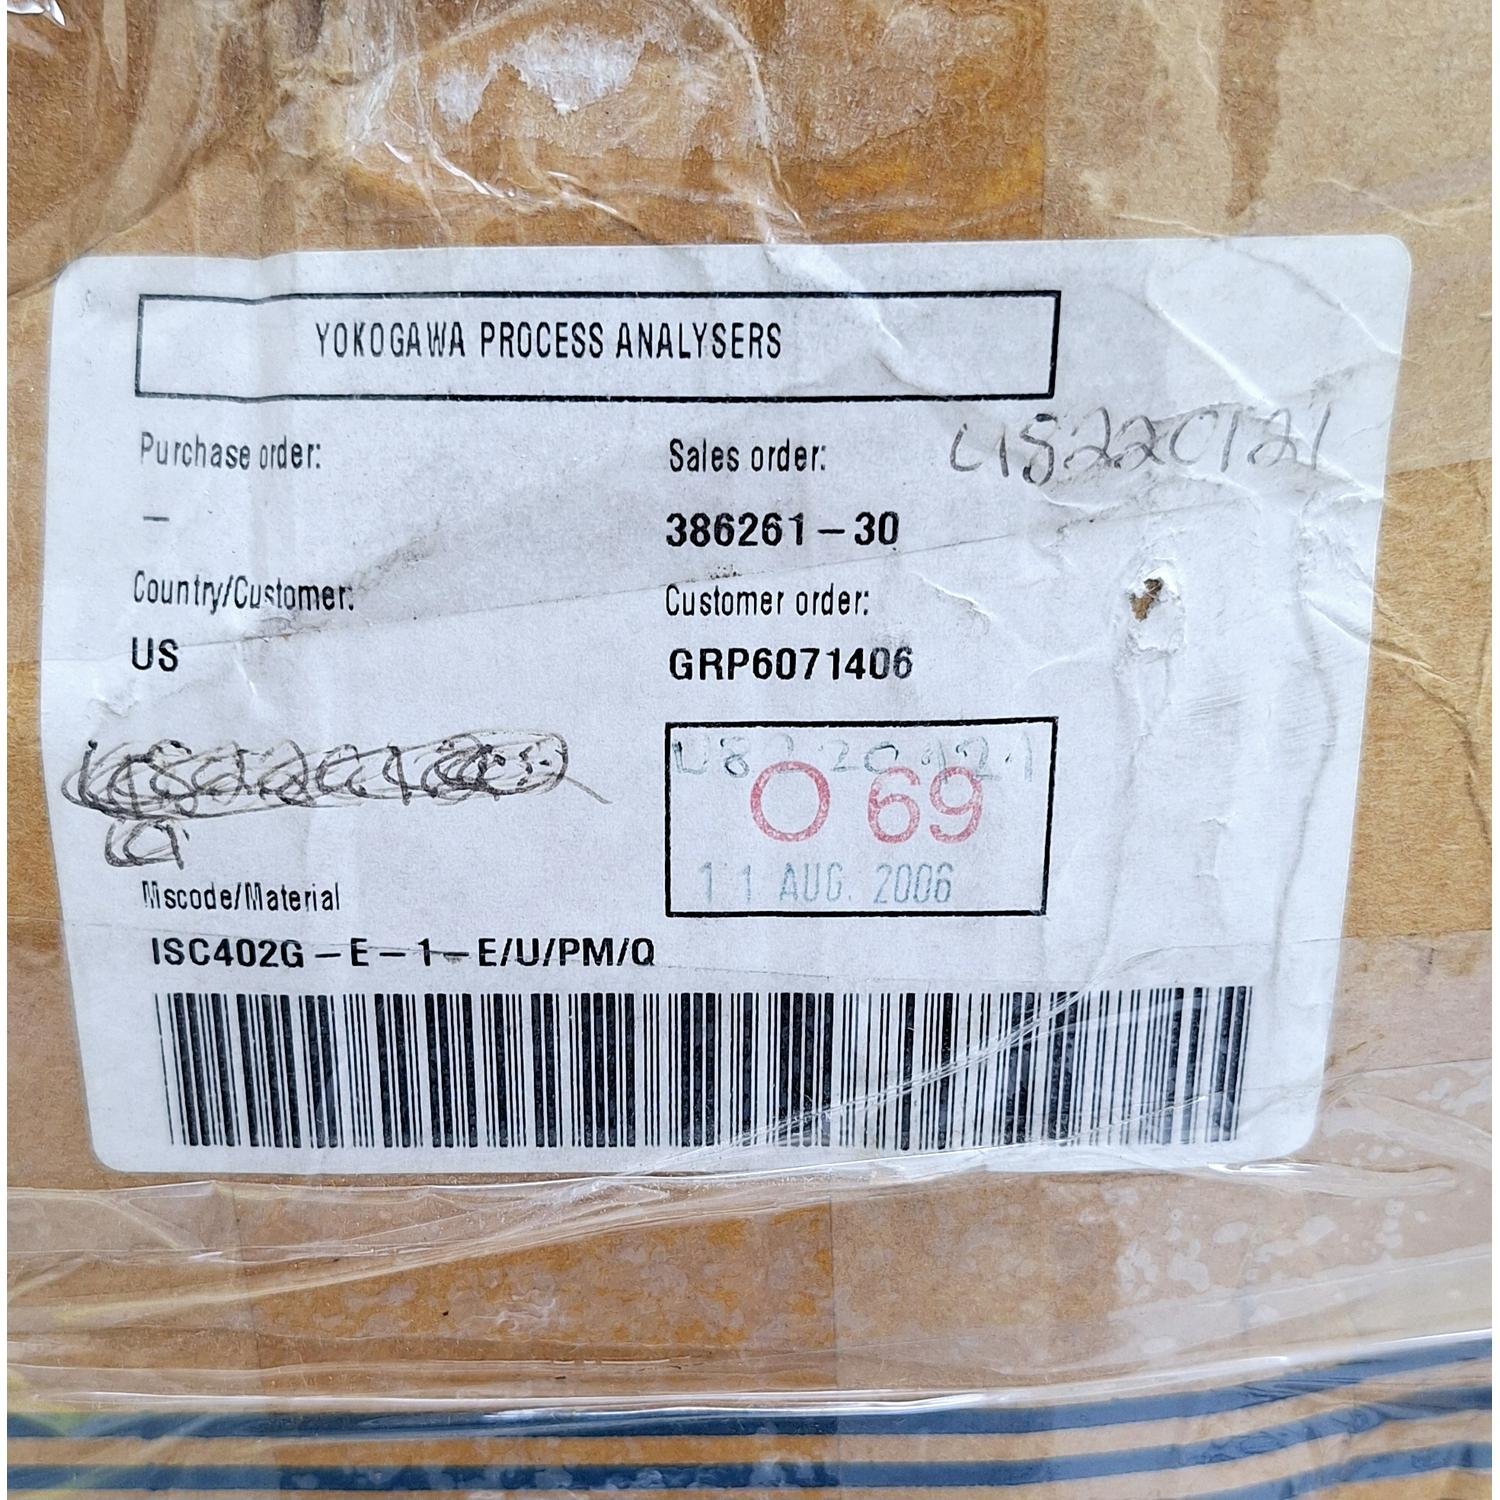 YOKOGAWA PROCESS ANALYSERS
Purchase order:
–
Sales order:
386261-30
Country/Customer:
US
Customer order:
GRP6071406
O 69
11 AUG. 2006
Mscode/Material
ISC402G-E-1-E/U/PM/Q